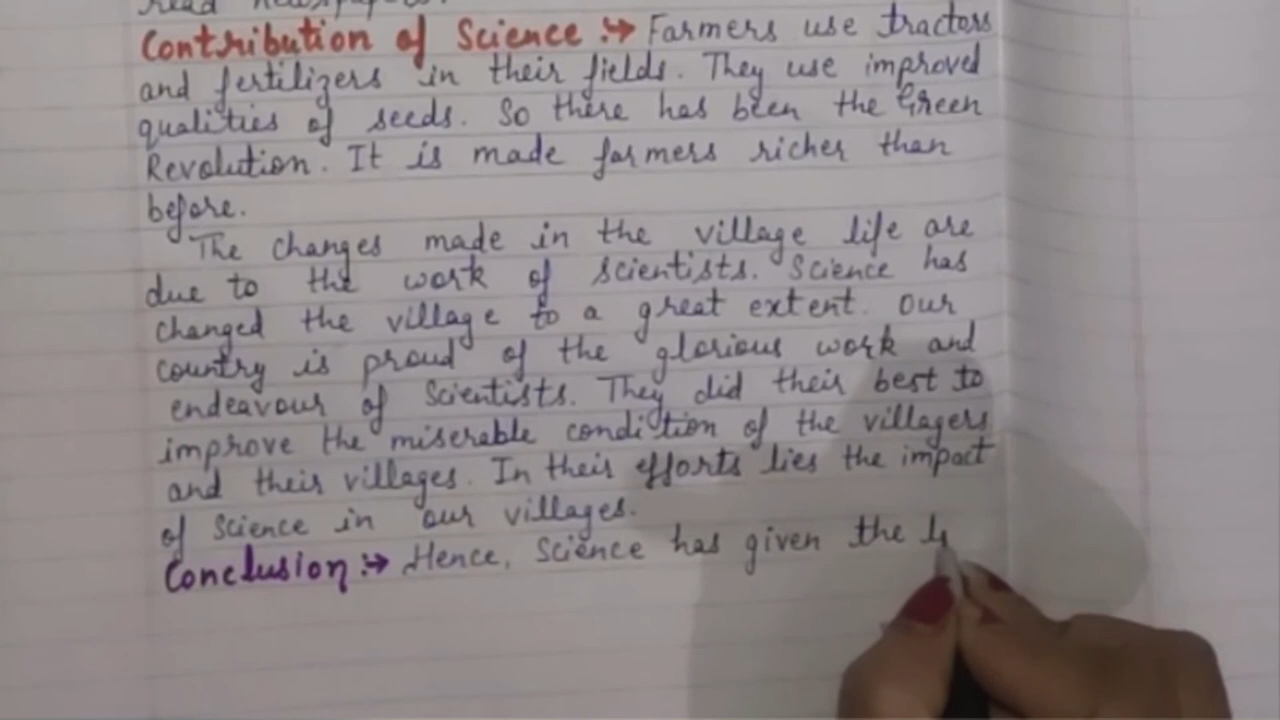 read newspapers.
Contribution of Science :→ Farmers use tractors
and fertilizers in their fields. They use improved
qualities of seeds. So there has been the Green
Revolution. It is made farmers richer than
before.
The changes made in the village life are
due to the work of scientists. Science has
changed the village to a great extent. Our
country is proud of the glorious work and
endeavour of Scientists. They did their best to
improve the miserable condition of the villagers
and their villages. In their efforts lies the impact
of Science in our villages.
Conclusion :→ Hence, Science has given the